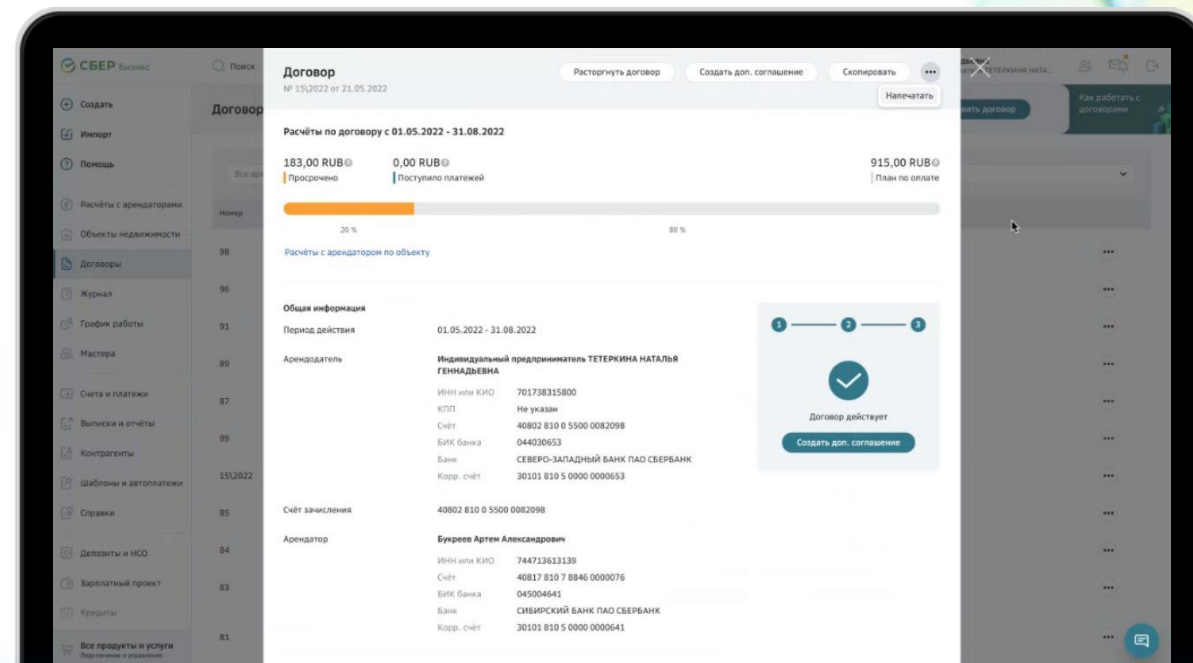 СБЕР Бизнес
Поиск
Создать
Импорт
Помощь
Расчёты с арендаторами
Объекты недвижимости
Договоры
Журнал
График работы
Мастера
Счета и платежи
Выписки и отчёты
Контрагенты
Шаблоны и автоплатежи
Справки
Депозиты и НСО
Зарплатный проект
Кредиты
Все продукты и услуги
Подключение и управление
Договор
Номер
98
96
91
89
87
99
15\2022
85
84
83
81
Договор
№ 15\2022 от 21.05.2022
Расторгнуть договор
Создать доп. соглашение
Скопировать
Напечатать
Расчёты по договору с 01.05.2022 - 31.08.2022
183,00 RUB
Просрочено
0,00 RUB
Поступило платежей
915,00 RUB
План по оплате
20 %
80 %
Расчёты с арендатором по объекту
Общая информация
Период действия 01.05.2022 - 31.08.2022
Арендодатель Индивидуальный предприниматель ТЕТЕРКИНА НАТАЛЬЯ
ГЕННАДЬЕВНА
ИНН или КИО 701738315800
КПП Не указан
Счёт 40802 810 0 5500 0082098
БИК банка 044030653
Банк СЕВЕРО-ЗАПАДНЫЙ БАНК ПАО СБЕРБАНК
Корр. счёт 30101 810 5 0000 0000653
Счёт зачисления 40802 810 0 5500 0082098
Арендатор Букреев Артем Александрович
ИНН или КИО 744713613139
Счёт 40817 810 7 8846 0000076
БИК банка 045004641
Банк СИБИРСКИЙ БАНК ПАО СБЕРБАНК
Корр. счёт 30101 810 5 0000 0000641
1
2
3
Договор действует
Создать доп. соглашение
ТЕТЕРКИНА НАТА...
договор
Как работать с
договорами